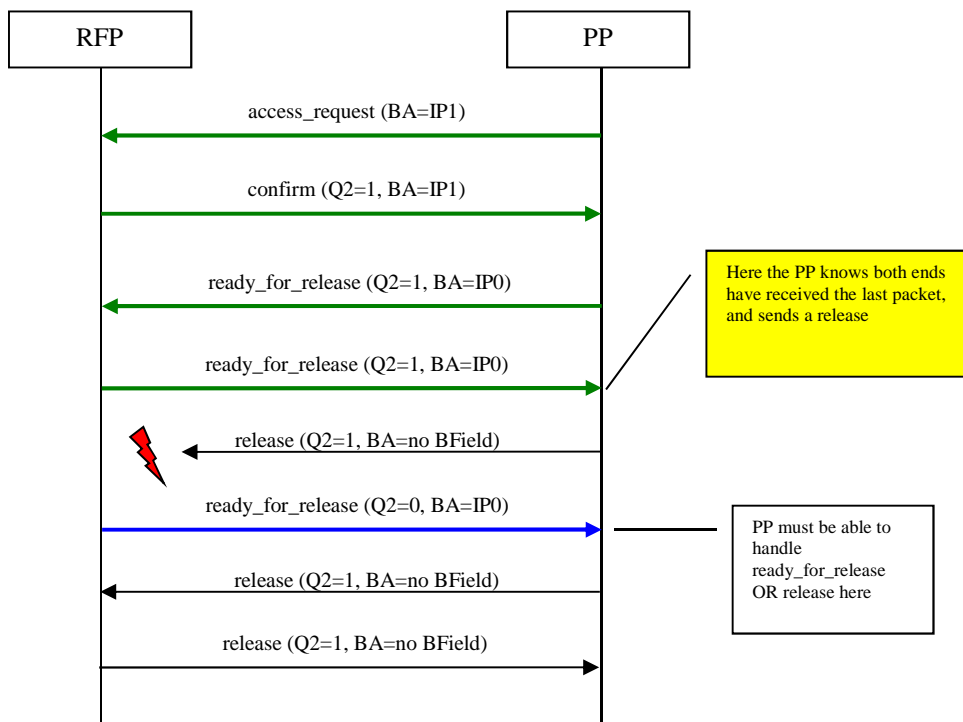 RFP
PP
access_request (BA=IP1)
confirm (Q2=1, BA=IP1)
ready_for_release (Q2=1, BA=IP0)
Here the PP knows both ends
have received the last packet,
and sends a release
ready_for_release (Q2=1, BA=IP0)
release (Q2=1, BA=no BField)
ready_for_release (Q2=0, BA=IP0)
PP must be able to
handle
ready_for_release
OR release here
release (Q2=1, BA=no BField)
release (Q2=1, BA=no BField)